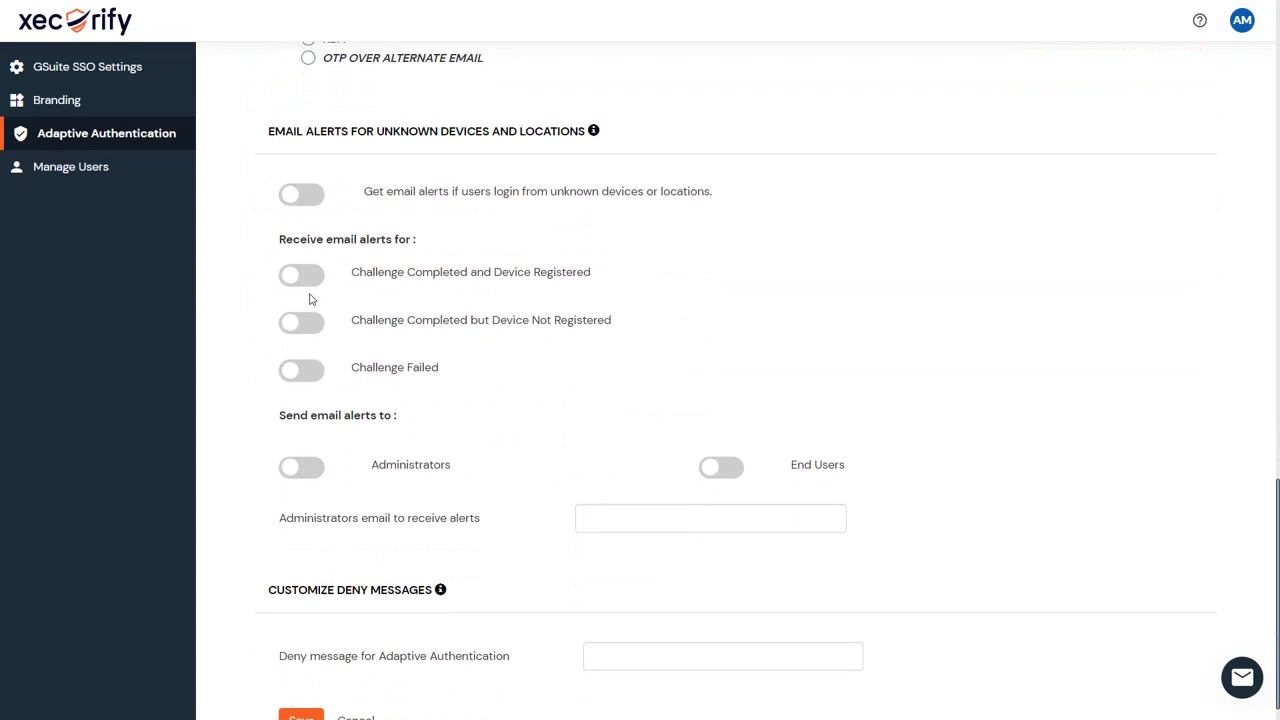 xecurify
AM
GSuite SSO Settings
Branding
Adaptive Authentication
Manage Users
OTP OVER ALTERNATE EMAIL
EMAIL ALERTS FOR UNKNOWN DEVICES AND LOCATIONS
Get email alerts if users login from unknown devices or locations.
Receive email alerts for :
Challenge Completed and Device Registered
Challenge Completed but Device Not Registered
Challenge Failed
Send email alerts to :
Administrators End Users
Administrators email to receive alerts
CUSTOMIZE DENY MESSAGES
Deny message for Adaptive Authentication
Save Cancel